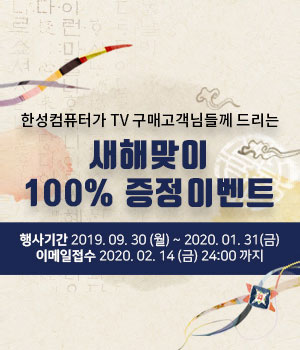 한성컴퓨터가 TV 구매고객님들께 드리는
새해맞이
100% 증정이벤트
행사기간 2019. 09. 30 (월) ~ 2020. 01. 31(금)
이메일접수 2020. 02. 14 (금) 24:00 까지